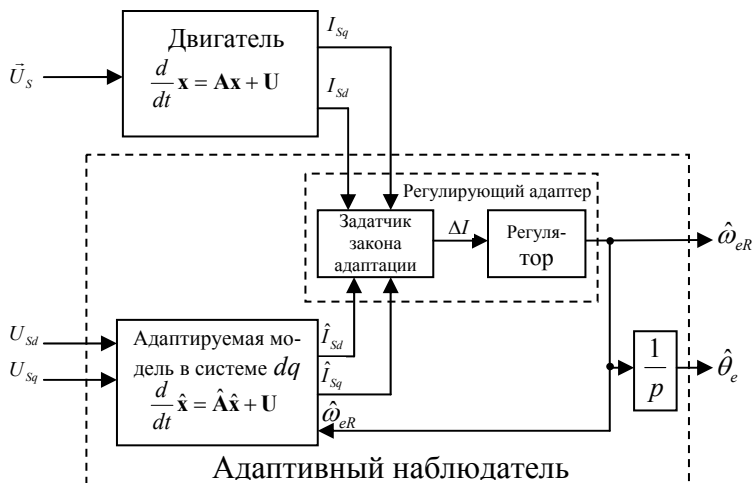 Двигатель
d/dt x = Ax + U
U⃗_S
I_Sq
I_Sd
Регулирующий адаптер
Задатчик
закона
адаптации
ΔI
Регуля-
тор
ω̂_eR
U_Sd
U_Sq
Адаптируемая мо-
дель в системе dq
d/dt x̂ = Âx̂ + U
Î_Sd
Î_Sq
ω̂_eR
1/p
θ̂_e
Адаптивный наблюдатель